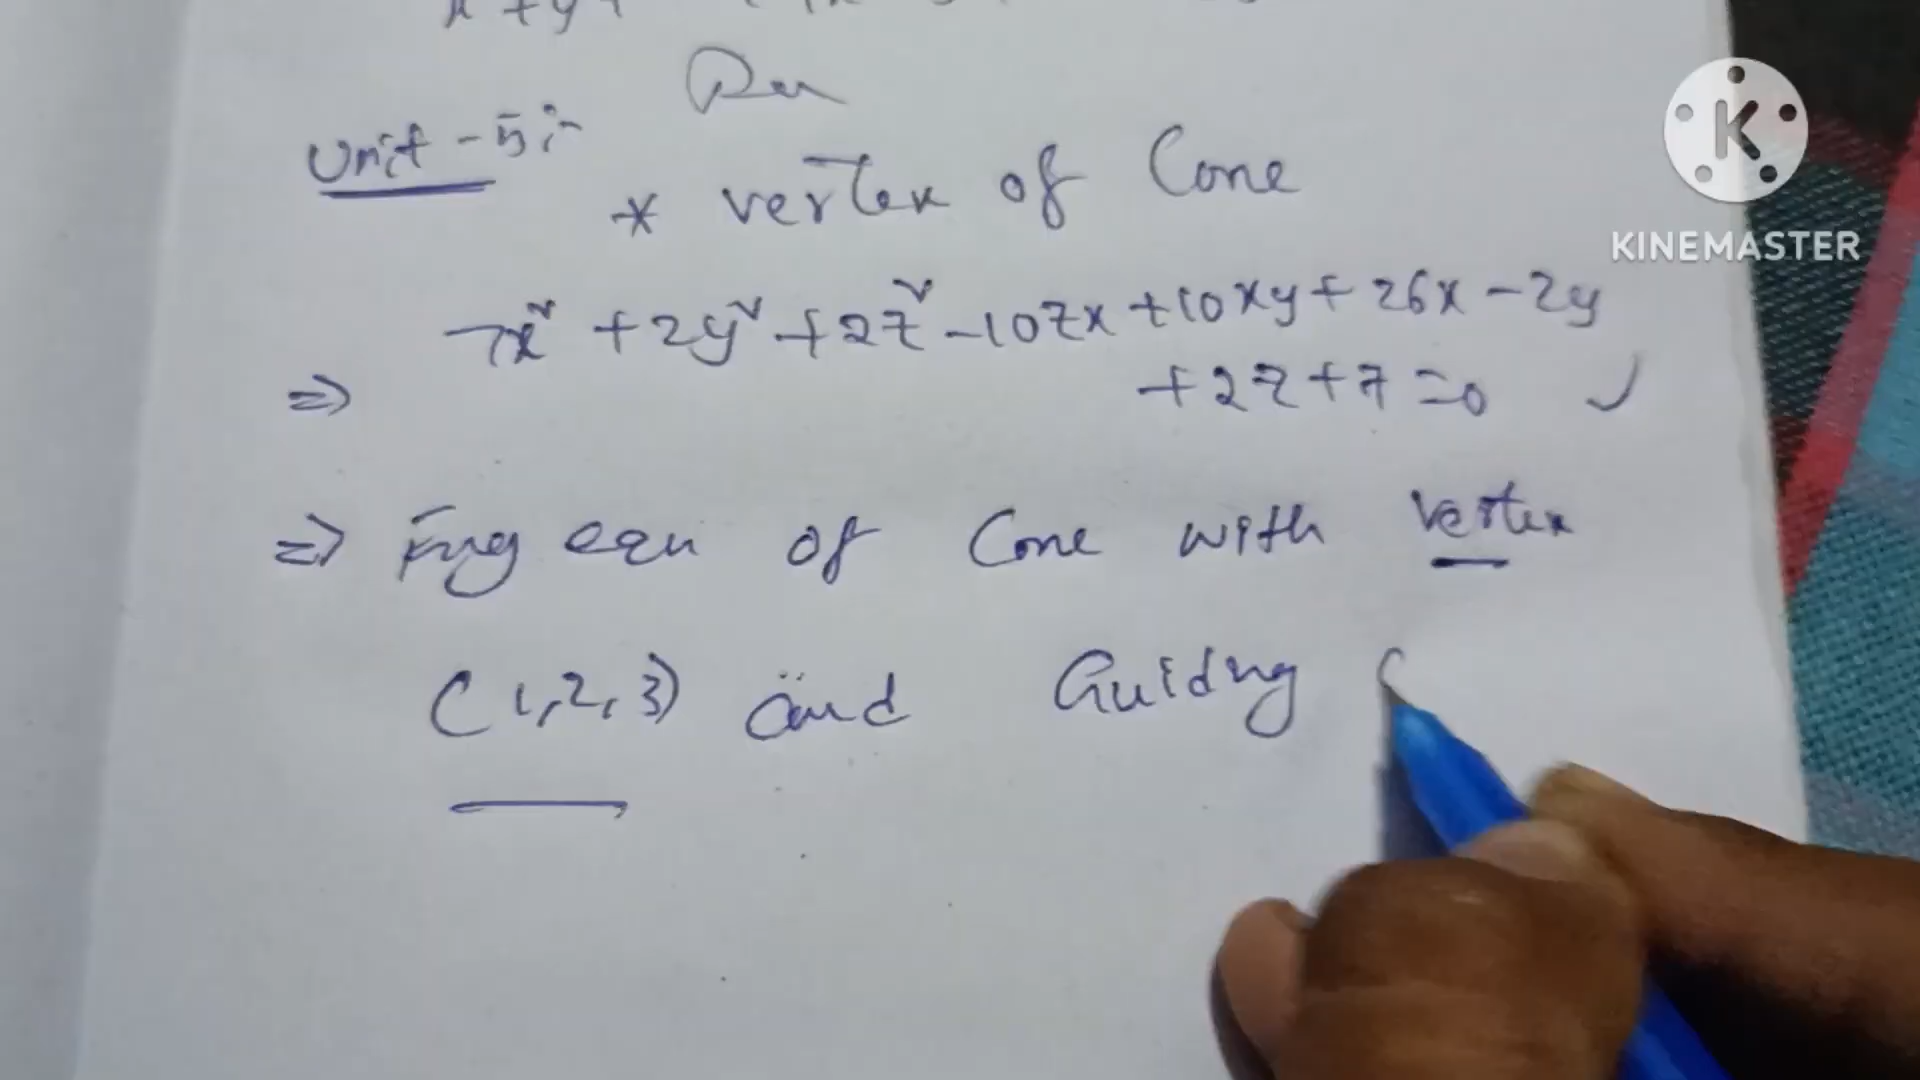 Unit-5:-
* vertex of Cone
7x² + 2y² + 2z² - 10zx + 10xy + 26x - 2y
⇒ + 2z + 7 = 0 ✓
⇒ eqn of Cone with vertex
(1, 2, 3) and Guiding
K
KINEMASTER